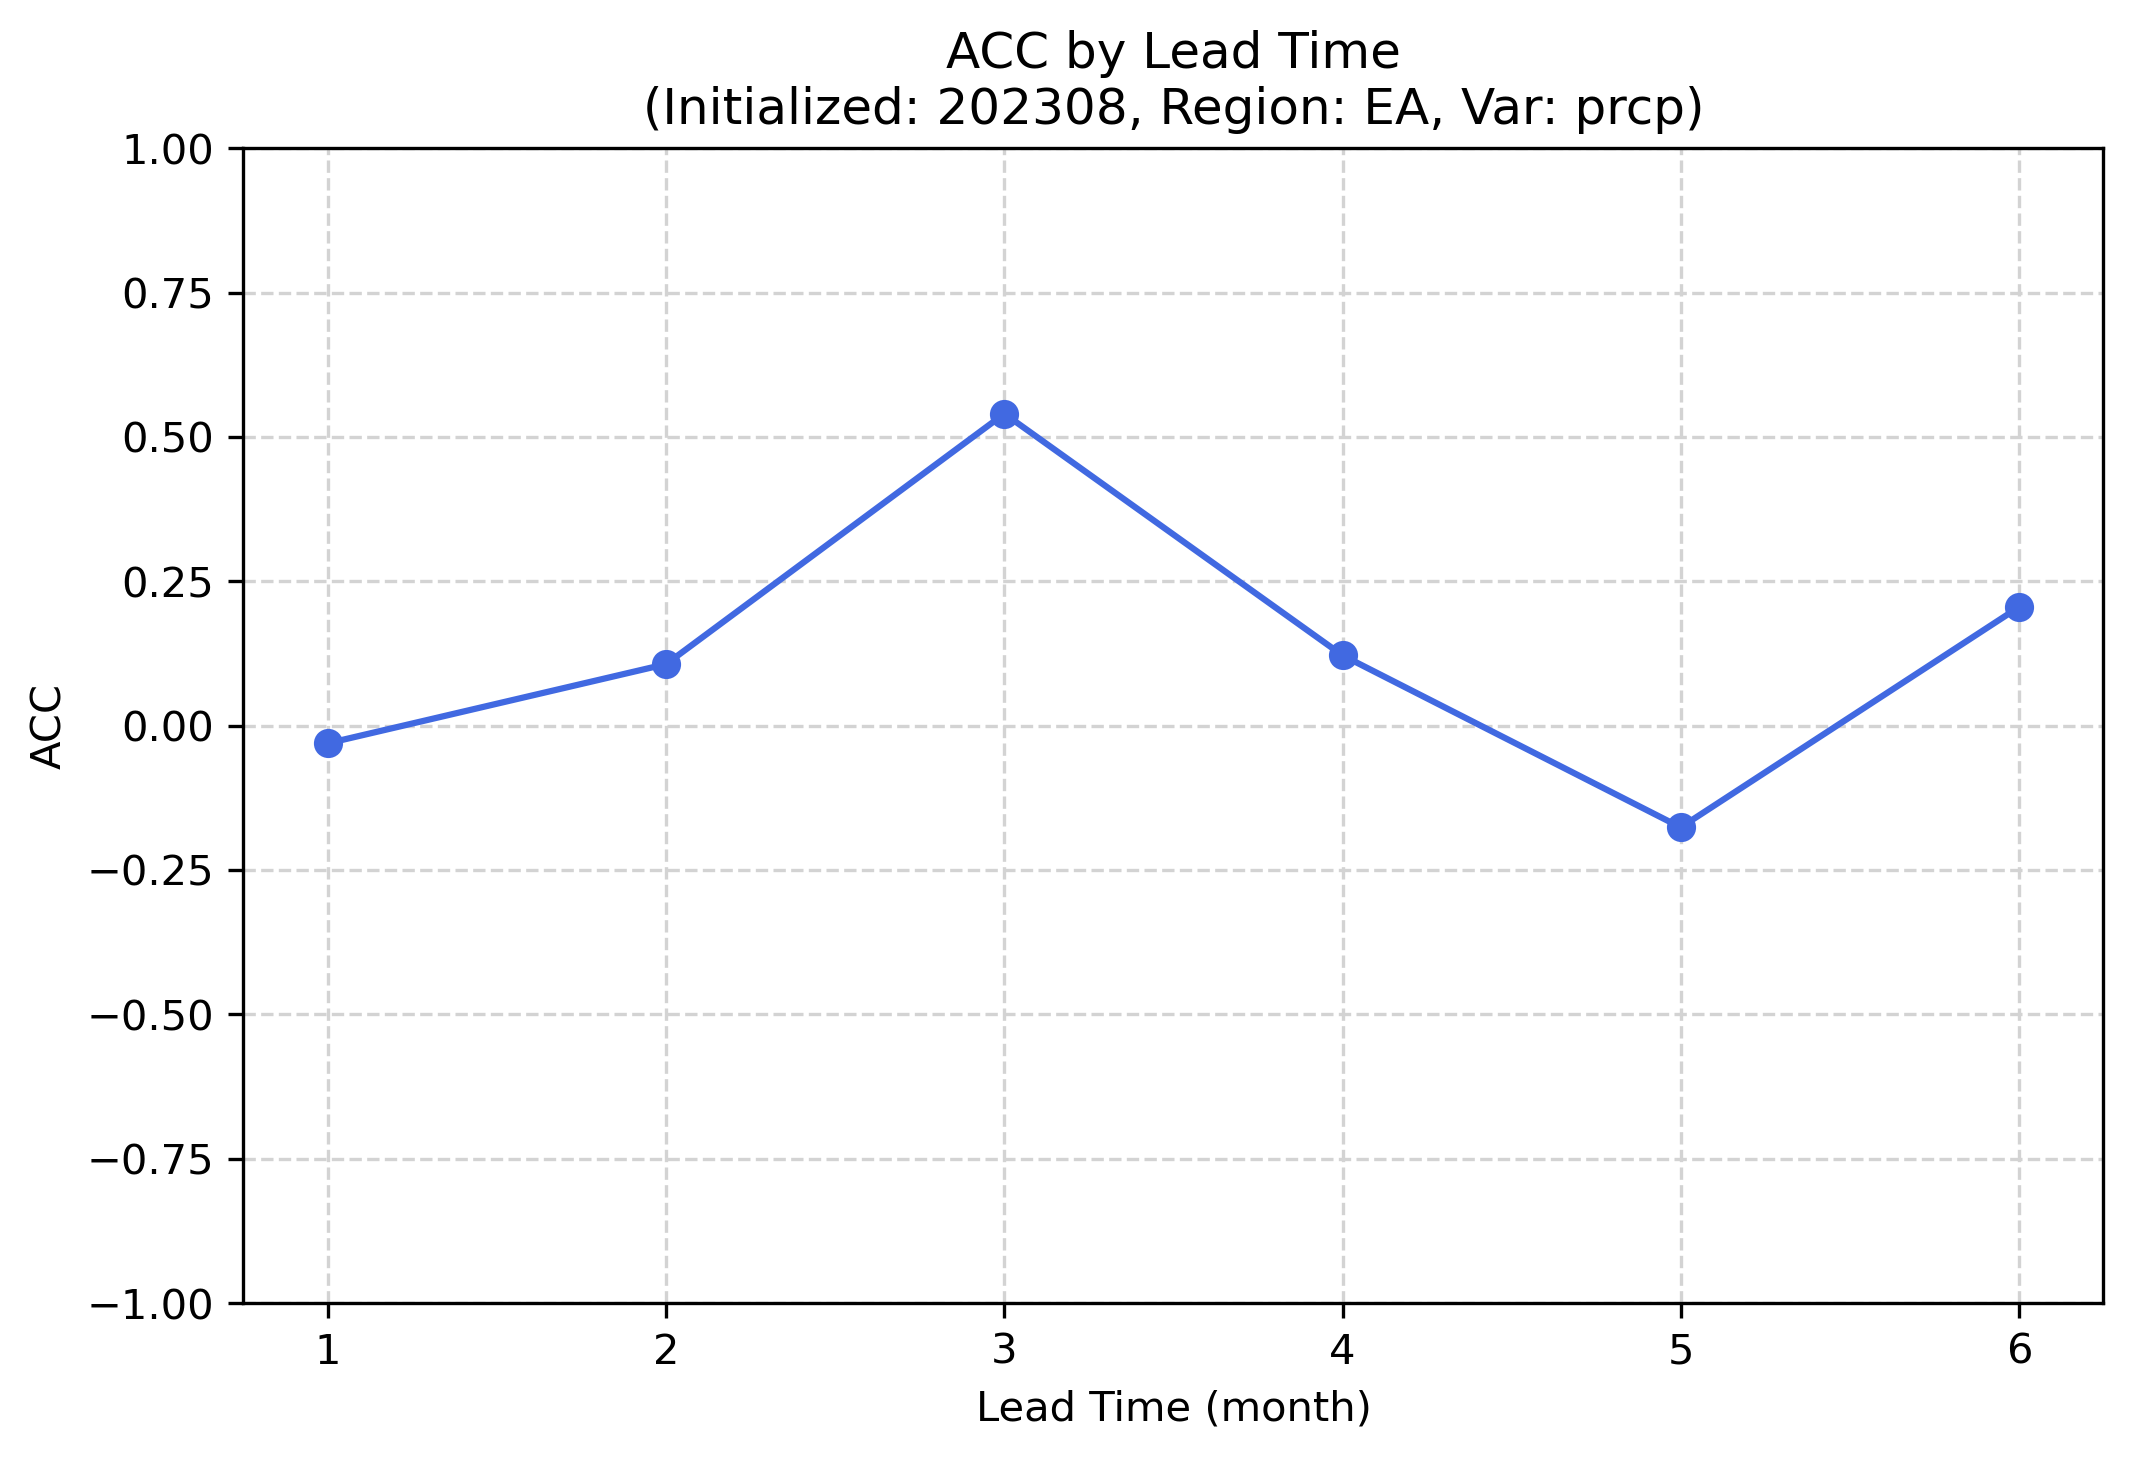 ACC by Lead Time
(Initialized: 202308, Region: EA, Var: prcp)
1.00
0.75
0.50
0.25
0.00
−0.25
−0.50
−0.75
−1.00
ACC
1 2 3 4 5 6
Lead Time (month)